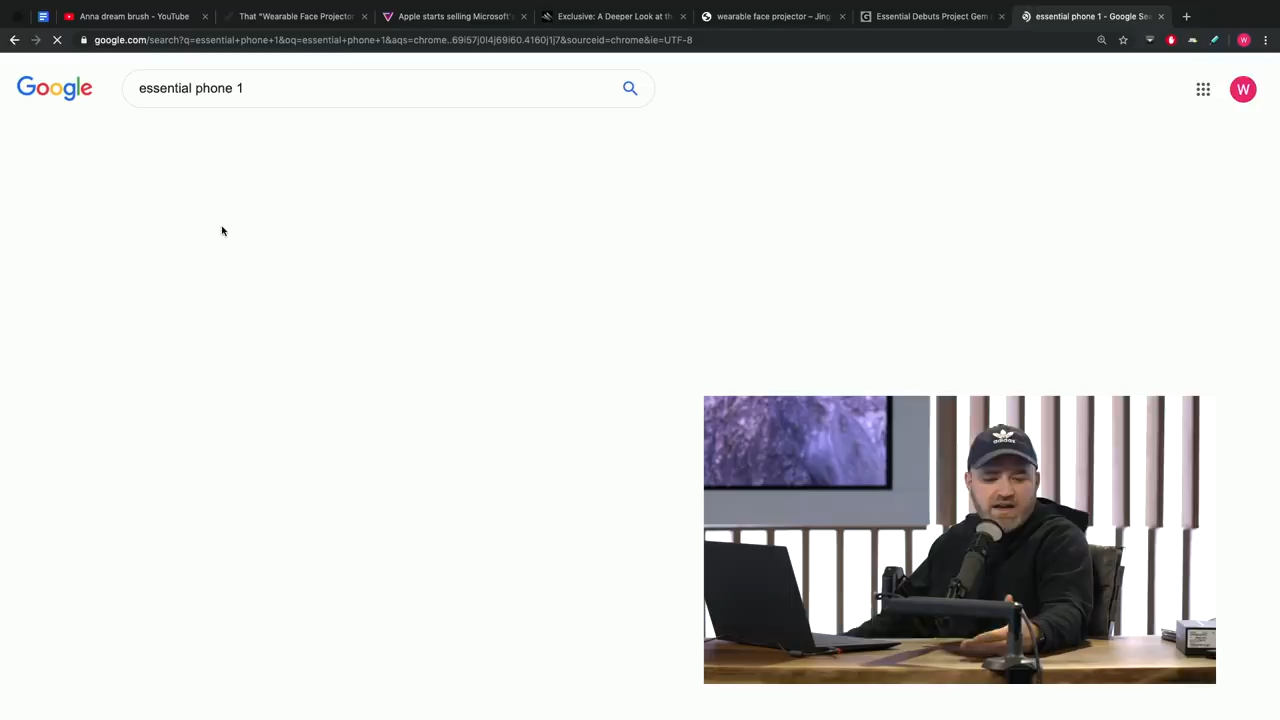 Anna dream brush - YouTube
That "Wearable Face Projector
Apple starts selling Microsoft's
Exclusive: A Deeper Look at th
wearable face projector – Jing
Essential Debuts Project Gem
essential phone 1 - Google Sea
google.com/search?q=essential+phone+1&oq=essential+phone+1&aqs=chrome..69i57j0l4j69i60.4160j1j7&sourceid=chrome&ie=UTF-8
W
Google
essential phone 1
W
adidas